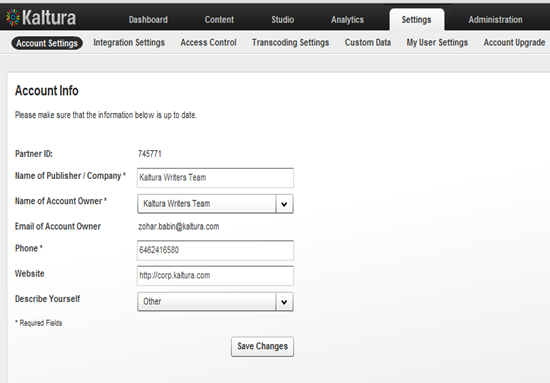 Kaltura Dashboard Content Studio Analytics Settings Administration
Account Settings Integration Settings Access Control Transcoding Settings Custom Data My User Settings Account Upgrade
Account Info
Please make sure that the information below is up to date.
Partner ID: 745771
Name of Publisher / Company * Kaltura Writers Team
Name of Account Owner * Kaltura Writers Team
Email of Account Owner zohar.babin@kaltura.com
Phone * 6462416580
Website http://corp.kaltura.com
Describe Yourself Other
* Required Fields
Save Changes